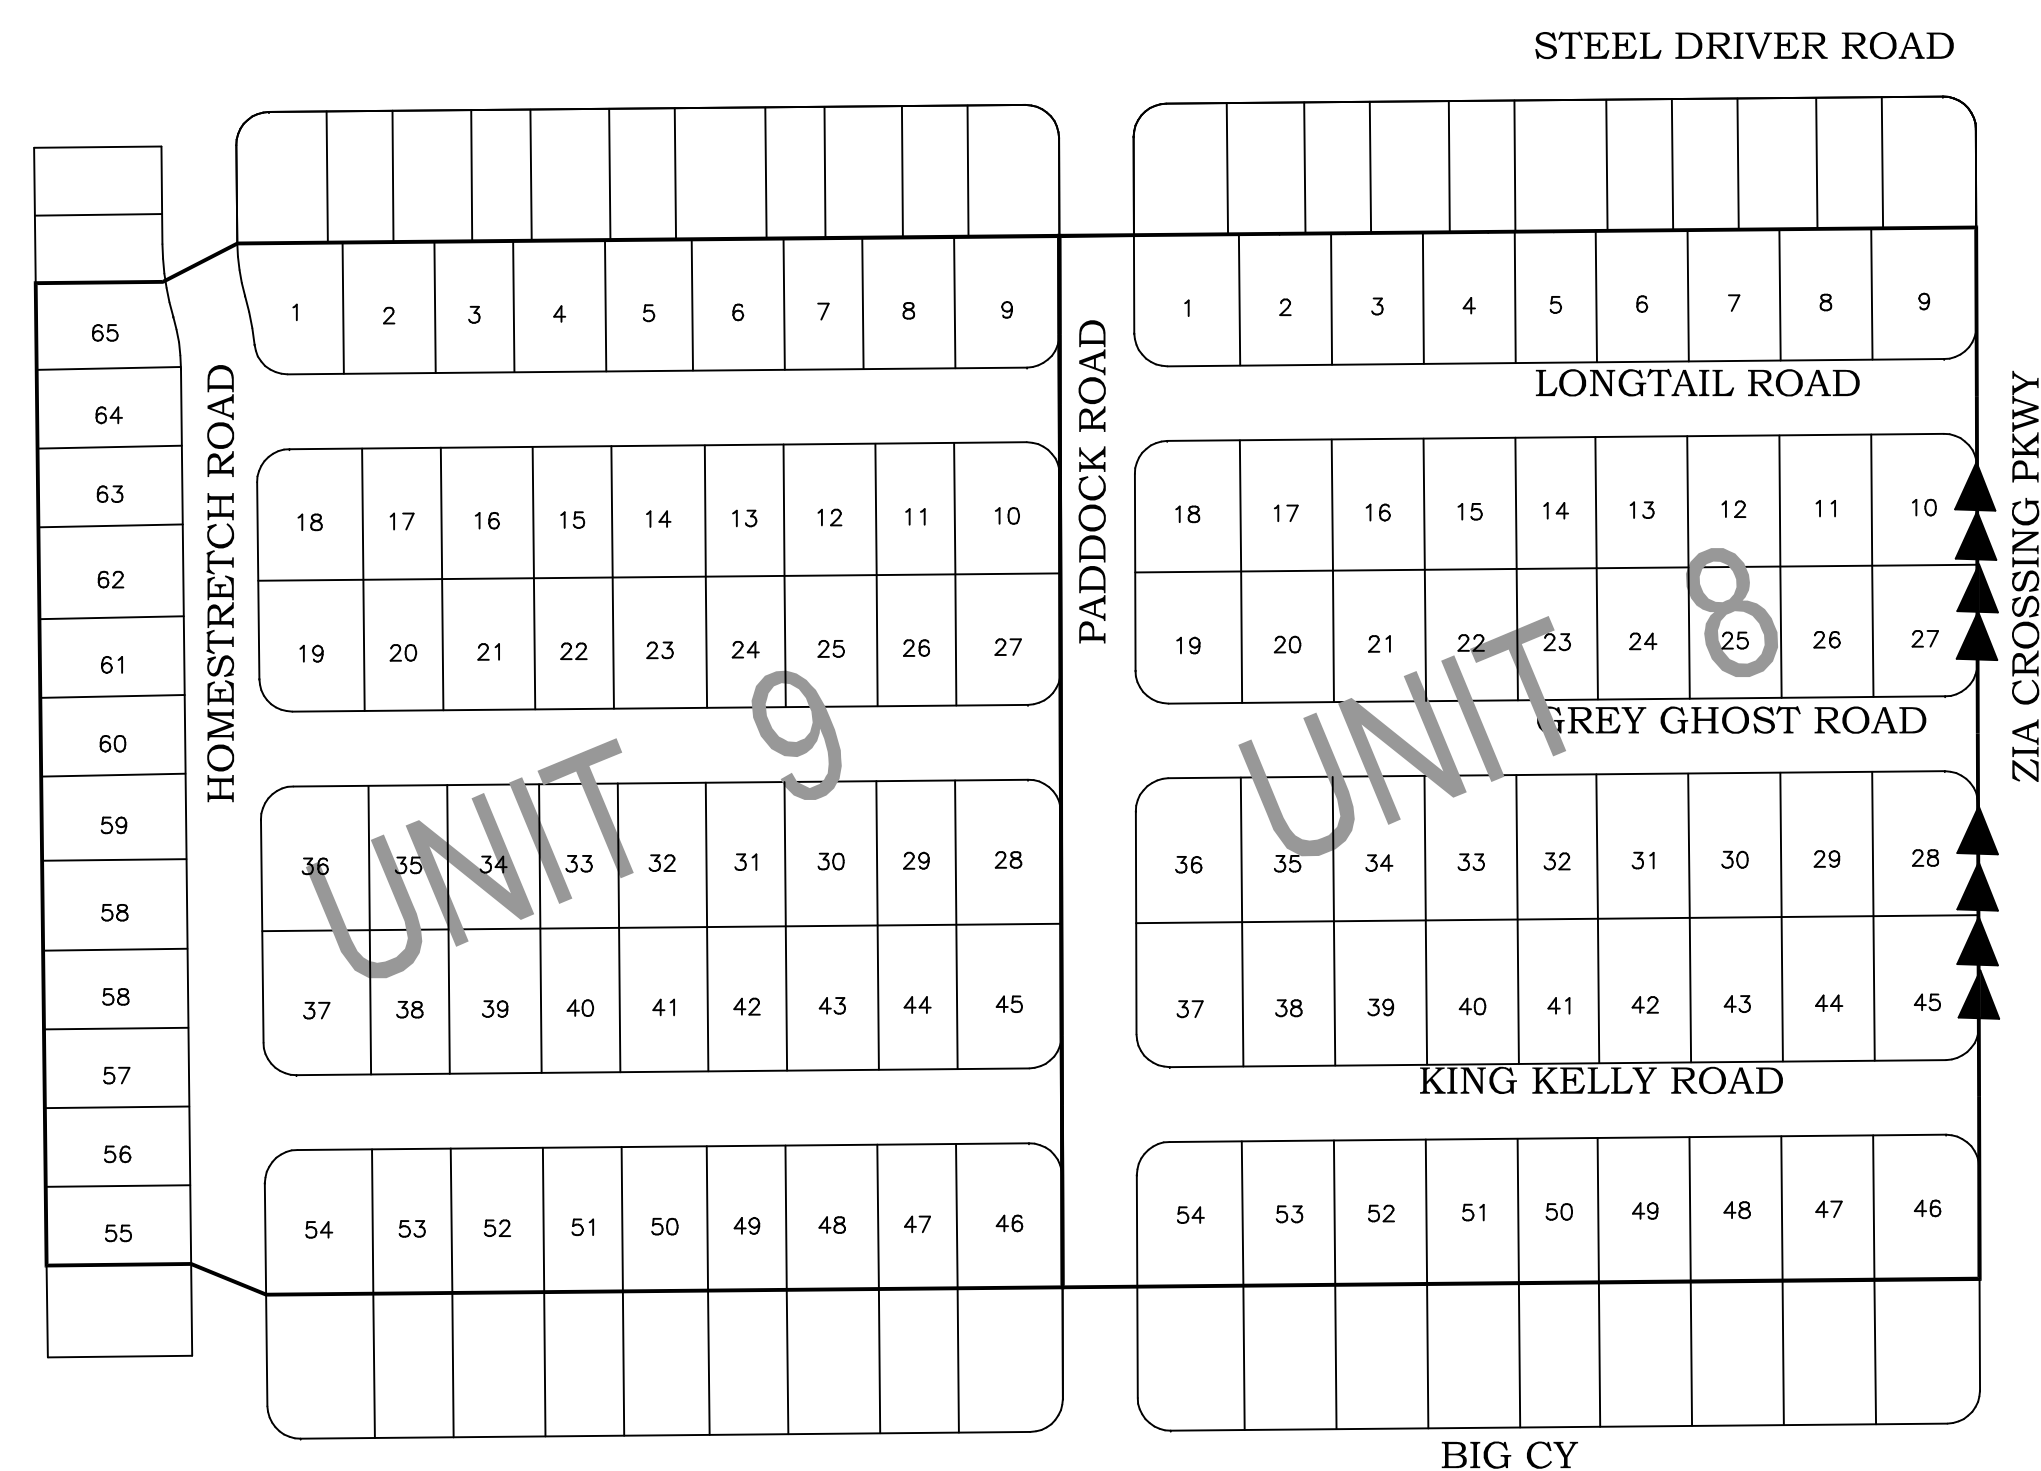 STEEL DRIVER ROAD
1 2 3 4 5 6 7 8 9
1 2 3 4 5 6 7 8 9
65
64
63
62
61
60
59
58
58
57
56
55
HOMESTRETCH ROAD
PADDOCK ROAD
LONGTAIL ROAD
ZIA CROSSING PKWY
18 17 16 15 14 13 12 11 10
18 17 16 15 14 13 12 11 10
19 20 21 22 23 24 25 26 27
19 20 21 22 23 24 25 26 27
UNIT 9
UNIT 8
GREY GHOST ROAD
36 35 34 33 32 31 30 29 28
36 35 34 33 32 31 30 29 28
37 38 39 40 41 42 43 44 45
37 38 39 40 41 42 43 44 45
KING KELLY ROAD
54 53 52 51 50 49 48 47 46
54 53 52 51 50 49 48 47 46
BIG CY